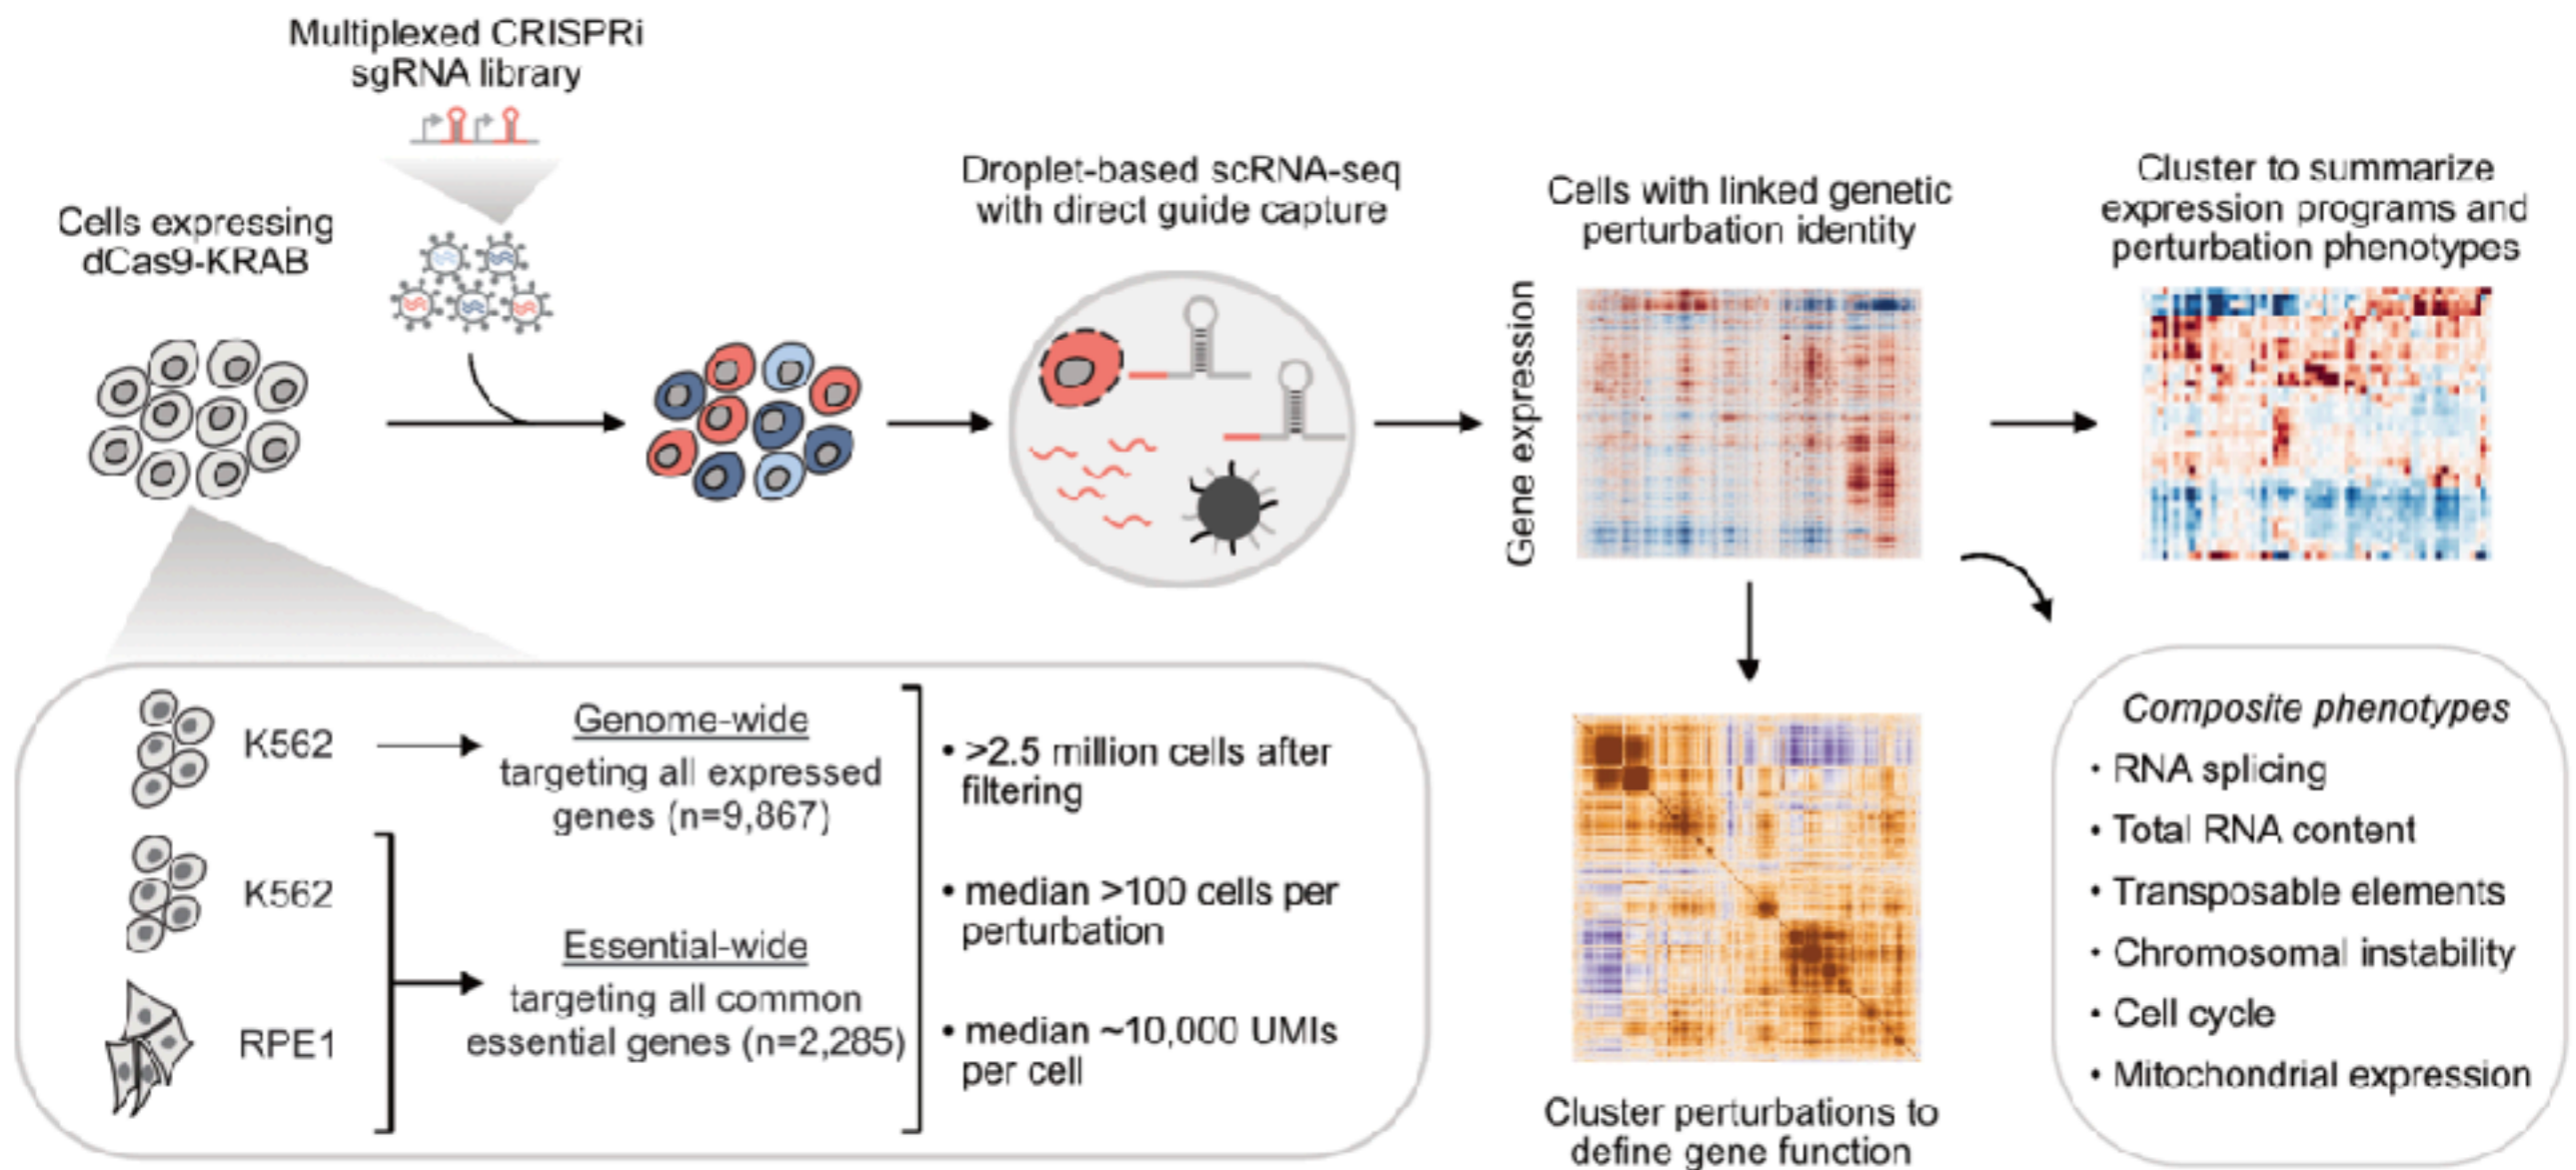 Multiplexed CRISPRi
sgRNA library
Cells expressing
dCas9-KRAB
Droplet-based scRNA-seq
with direct guide capture
Cells with linked genetic
perturbation identity
Gene expression
Cluster to summarize
expression programs and
perturbation phenotypes
K562
Genome-wide
targeting all expressed
genes (n=9,867)
K562
RPE1
Essential-wide
targeting all common
essential genes (n=2,285)
• >2.5 million cells after
filtering
• median >100 cells per
perturbation
• median ~10,000 UMIs
per cell
Cluster perturbations to
define gene function
Composite phenotypes
• RNA splicing
• Total RNA content
• Transposable elements
• Chromosomal instability
• Cell cycle
• Mitochondrial expression